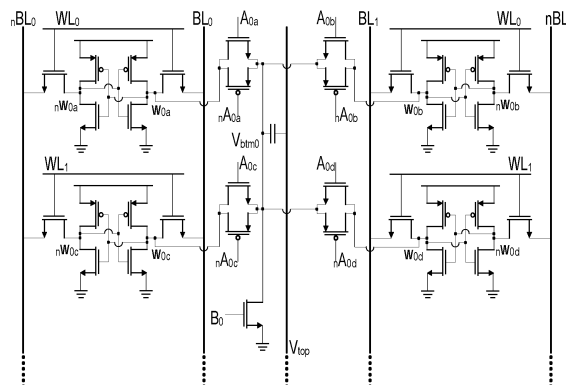 nBL0 WL0 BL0 A0a A0b BL1 WL0 nBL
nW0a W0a nA0a nA0b W0b nW0b
Vbtm0
WL1 A0c A0d WL1
nW0c W0c nA0c nA0d W0d nW0d
B0
Vtop